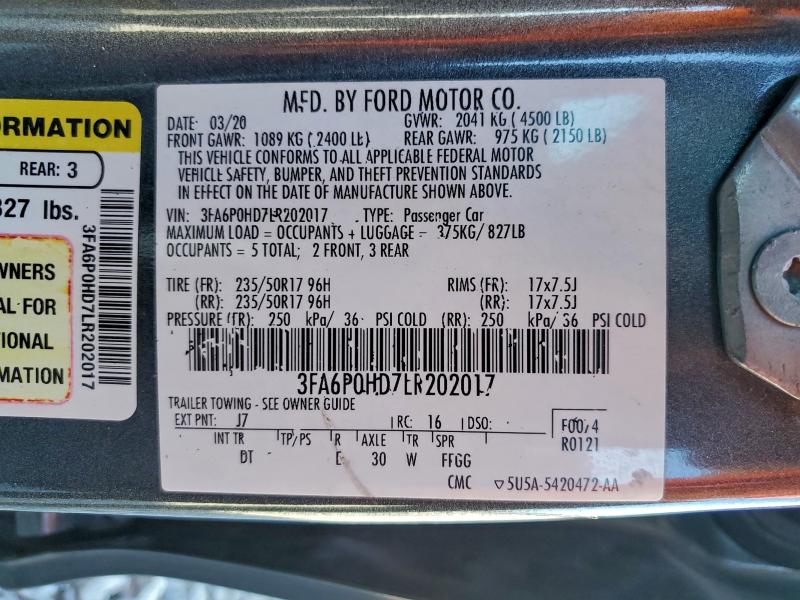 ORMATION
REAR: 3
827 lbs.
3FA6P0HD7LR202017
WNERS
AL FOR
TIONAL
RMATION
MFD. BY FORD MOTOR CO.
DATE: 03/20 GVWR: 2041 KG ( 4500 LB)
FRONT GAWR: 1089 KG ( 2400 LB) REAR GAWR: 975 KG ( 2150 LB)
THIS VEHICLE CONFORMS TO ALL APPLICABLE FEDERAL MOTOR
VEHICLE SAFETY, BUMPER, AND THEFT PREVENTION STANDARDS
IN EFFECT ON THE DATE OF MANUFACTURE SHOWN ABOVE.
VIN: 3FA6P0HD7LR202017 TYPE: Passenger Car
MAXIMUM LOAD = OCCUPANTS + LUGGAGE = 375KG/ 827LB
OCCUPANTS = 5 TOTAL; 2 FRONT, 3 REAR
TIRE (FR): 235/50R17 96H RIMS (FR): 17x7.5J
(RR): 235/50R17 96H (RR): 17x7.5J
PRESSURE (FR): 250 kPa/ 36 PSI COLD (RR): 250 kPa/ 36 PSI COLD
3FA6P0HD7LR202017
TRAILER TOWING - SEE OWNER GUIDE
EXT PNT: J7 RC: 16 DSO: F0074
INT TR TP/PS R AXLE TR SPR R0121
DT 30 W FFGG
CMC ▽5U5A-5420472-AA